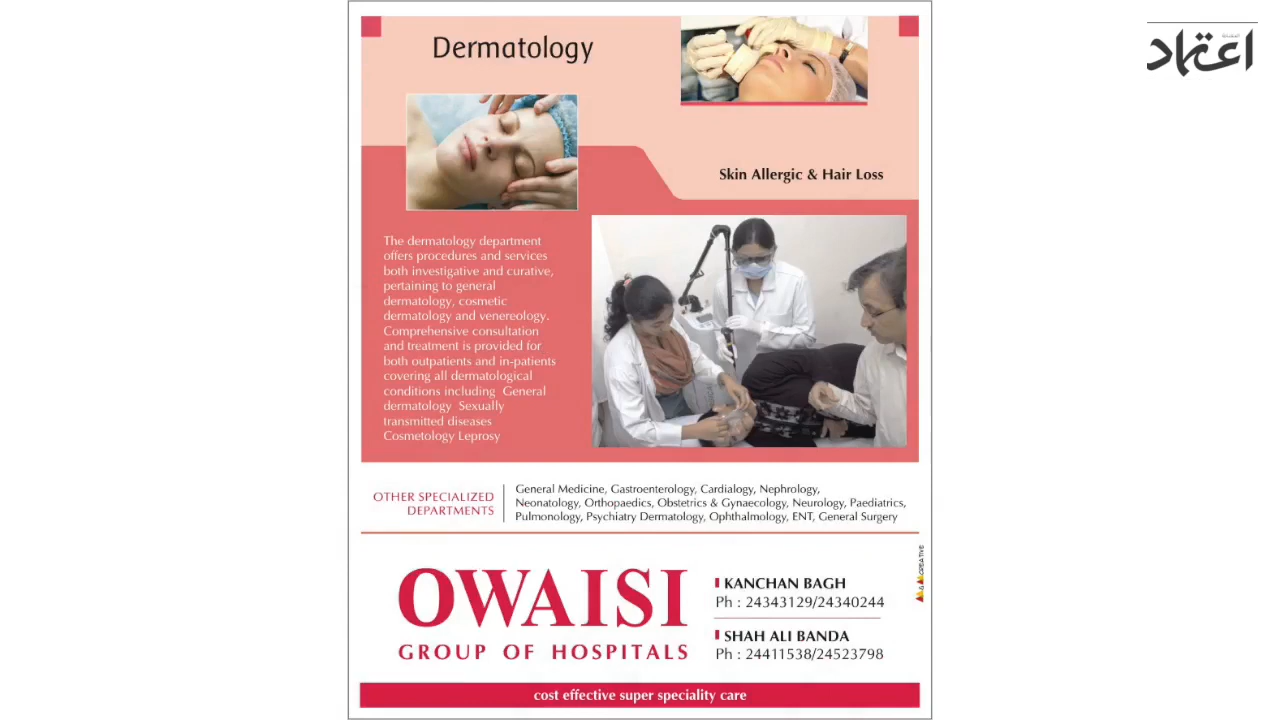 Dermatology
اعتماد
Skin Allergic & Hair Loss
The dermatology department
offers procedures and services
both investigative and curative,
pertaining to general
dermatology, cosmetic
dermatology and venereology.
Comprehensive consultation
and treatment is provided for
both outpatients and in-patients
covering all dermatological
conditions including General
dermatology Sexually
transmitted diseases
Cosmetology Leprosy
OTHER SPECIALIZED
DEPARTMENTS
General Medicine, Gastroenterology, Cardialogy, Nephrology,
Neonatology, Orthopaedics, Obstetrics & Gynaecology, Neurology, Paediatrics,
Pulmonology, Psychiatry Dermatology, Ophthalmology, ENT, General Surgery
OWAISI
GROUP OF HOSPITALS
KANCHAN BAGH
Ph : 24343129/24340244
SHAH ALI BANDA
Ph : 24411538/24523798
cost effective super speciality care